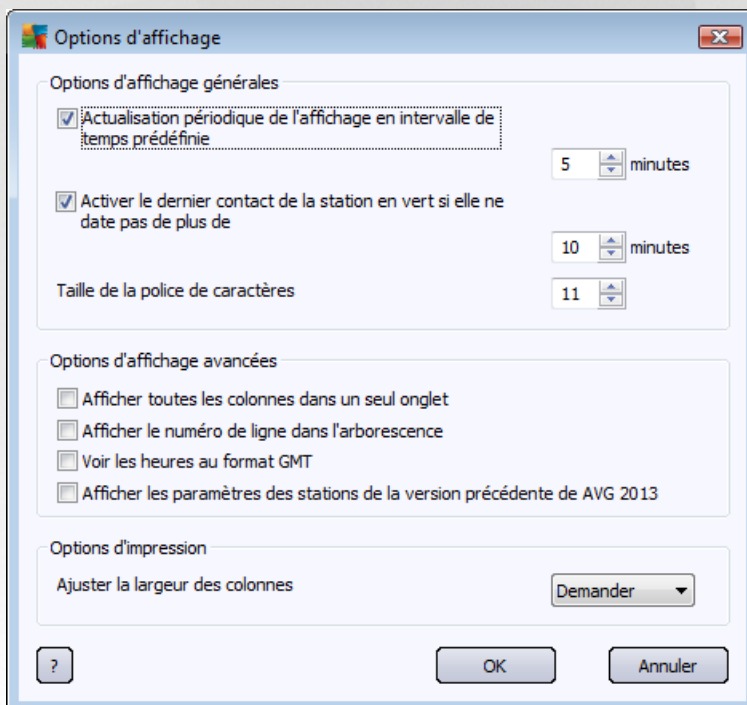 Options d'affichage
Options d'affichage générales
Actualisation périodique de l'affichage en intervalle de
temps prédéfinie
5 minutes
Activer le dernier contact de la station en vert si elle ne
date pas de plus de
10 minutes
Taille de la police de caractères 11
Options d'affichage avancées
Afficher toutes les colonnes dans un seul onglet
Afficher le numéro de ligne dans l'arborescence
Voir les heures au format GMT
Afficher les paramètres des stations de la version précédente de AVG 2013
Options d'impression
Ajuster la largeur des colonnes Demander
? OK Annuler